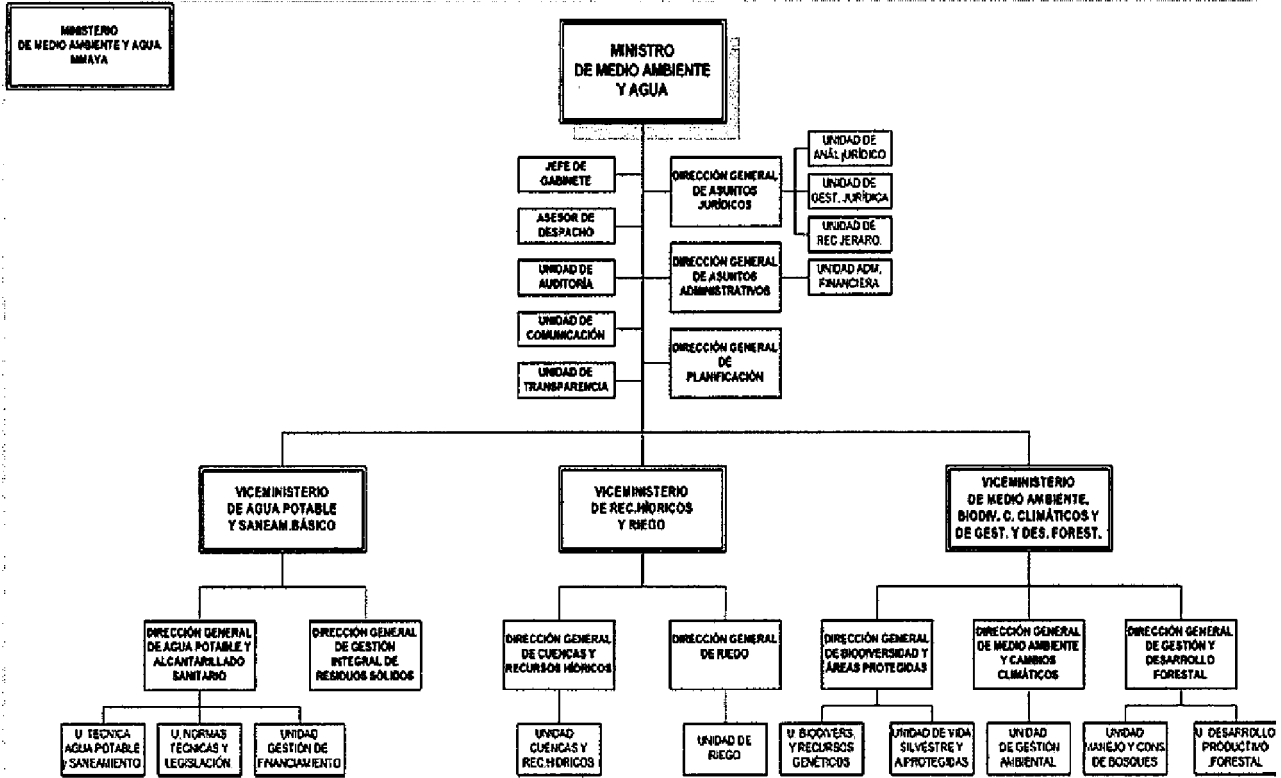 MINISTERIO
DE MEDIO AMBIENTE Y AGUA
MMAYA
MINISTRO
DE MEDIO AMBIENTE
Y AGUA
JEFE DE
GABINETE
ASESOR DE
DESPACHO
UNIDAD DE
AUDITORÍA
UNIDAD DE
COMUNICACIÓN
UNIDAD DE
TRANSPARENCIA
DIRECCIÓN GENERAL
DE ASUNTOS
JURÍDICOS
DIRECCIÓN GENERAL
DE ASUNTOS
ADMINISTRATIVOS
DIRECCIÓN GENERAL
DE
PLANIFICACIÓN
UNIDAD DE
ANÁL.JURÍDICO
UNIDAD DE
GEST. JURÍDICA
UNIDAD DE
REC.JERARQ.
UNIDAD ADM.
FINANCIERA
VICEMINISTERIO
DE AGUA POTABLE
Y SANEAM.BÁSICO
VICEMINISTERIO
DE REC.HÍDRICOS
Y RIEGO
VICEMINISTERIO
DE MEDIO AMBIENTE,
BIODIV. C. CLIMÁTICOS Y
DE GEST. Y DES. FOREST.
DIRECCIÓN GENERAL
DE AGUA POTABLE Y
ALCANTARILLADO
SANITARIO
DIRECCIÓN GENERAL
DE GESTIÓN
INTEGRAL DE
RESIDUOS SÓLIDOS
DIRECCIÓN GENERAL
DE CUENCAS Y
RECURSOS HÍDRICOS
DIRECCIÓN GENERAL
DE RIEGO
DIRECCIÓN GENERAL
DE BIODIVERSIDAD Y
ÁREAS PROTEGIDAS
DIRECCIÓN GENERAL
DE MEDIO AMBIENTE
Y CAMBIOS
CLIMÁTICOS
DIRECCIÓN GENERAL
DE GESTIÓN Y
DESARROLLO
FORESTAL
U. TECNICA
AGUA POTABLE
y SANEAMIENTO
U. NORMAS
TÉCNICAS Y
LEGISLACIÓN
UNIDAD
GESTIÓN DE
FINANCIAMIENTO
UNIDAD
CUENCAS Y
REC.HIDRICOS
UNIDAD DE
RIEGO
U. BIODIVERS.
Y RECURSOS
GENÉTICOS
UNIDAD DE VIDA
SILVESTRE Y
A.PROTEGIDAS
UNIDAD
DE GESTIÓN
AMBIENTAL
UNIDAD
MANEJO Y CONS.
DE BOSQUES
U. DESARROLLO
PRODUCTIVO
FORESTAL